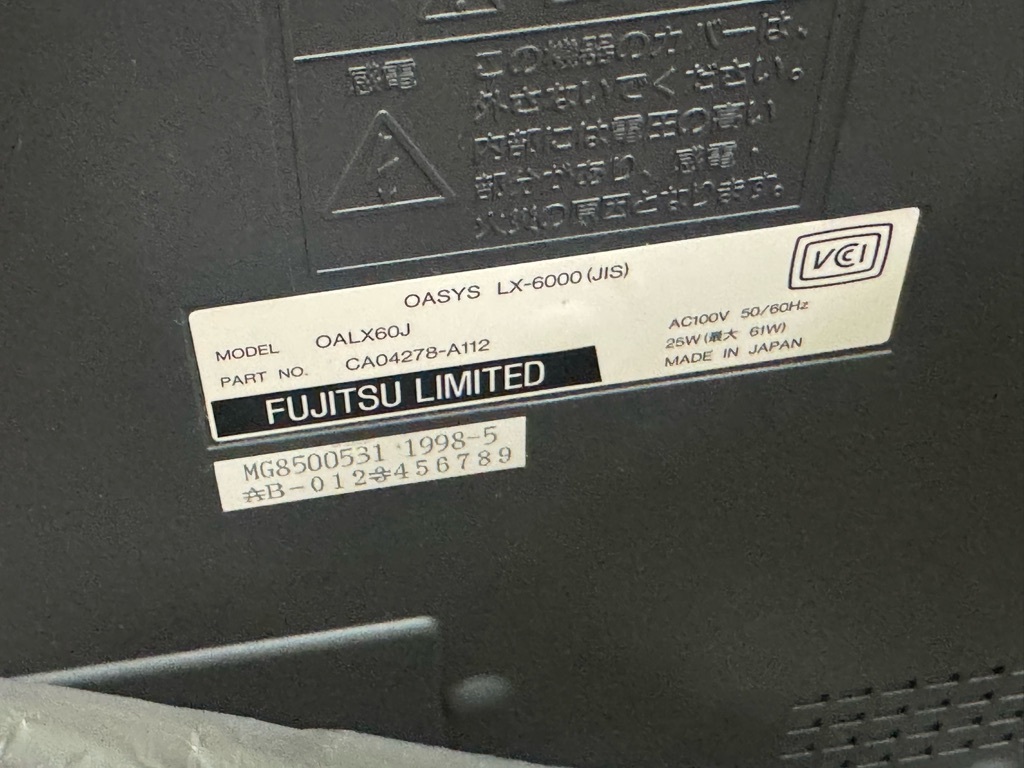 感電
この機器のカバーは、
外さないでください。
内部には電圧の高い
部分があり、感電、
火災の原因となります。
OASYS LX-6000(JIS)
VCI
MODEL OALX60J
PART NO. CA04278-A112
AC100V 50/60Hz
25W(最大 61W)
MADE IN JAPAN
FUJITSU LIMITED
MG8500531 1998-5
AB-0123456789